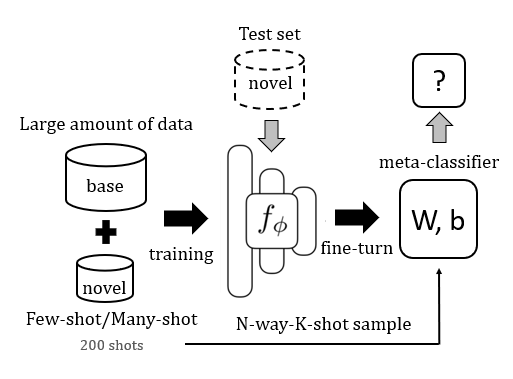 Test set
novel
?
Large amount of data
meta-classifier
base
fϕ
W, b
training
fine-turn
novel
Few-shot/Many-shot
N-way-K-shot sample
200 shots